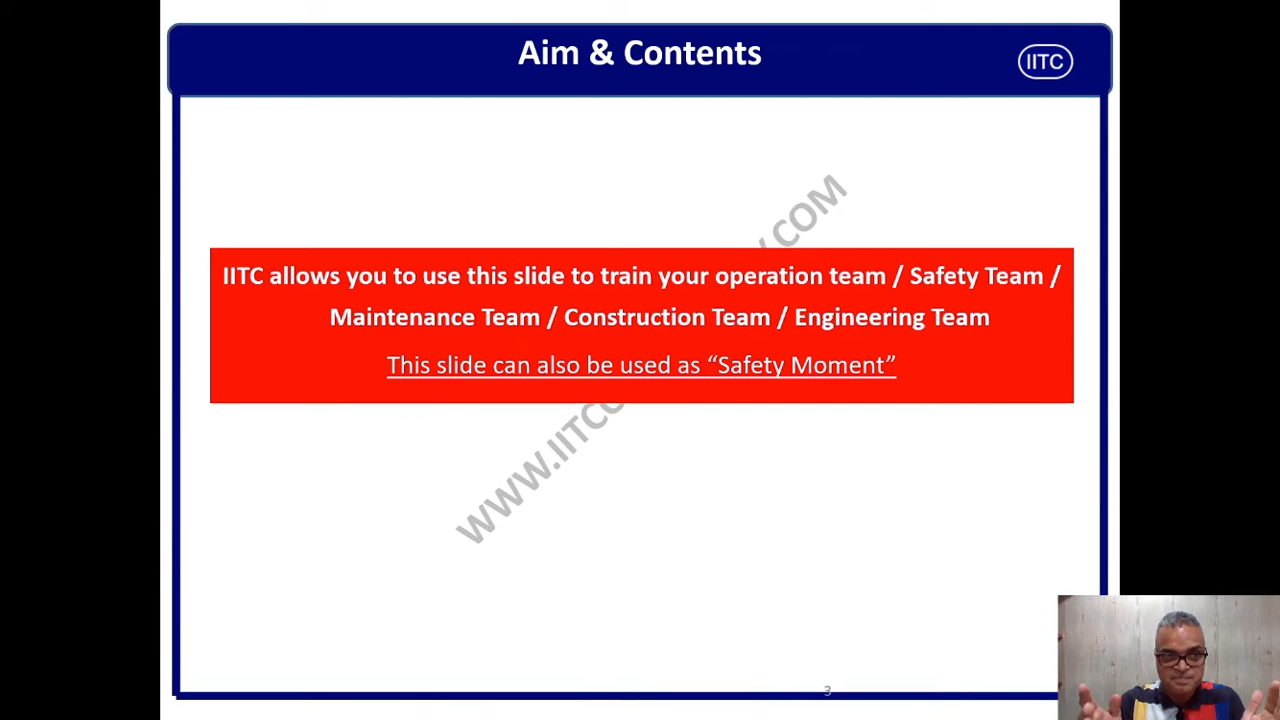 Aim & Contents
IITC
IITC allows you to use this slide to train your operation team / Safety Team /
Maintenance Team / Construction Team / Engineering Team
This slide can also be used as “Safety Moment”
3